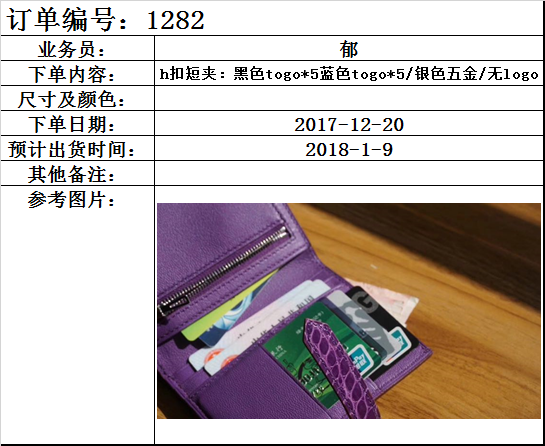 订单编号：1282
业务员： 郁
下单内容： h扣短夹：黑色togo*5蓝色togo*5/银色五金/无logo
尺寸及颜色：
下单日期： 2017-12-20
预计出货时间： 2018-1-9
其他备注：
参考图片：